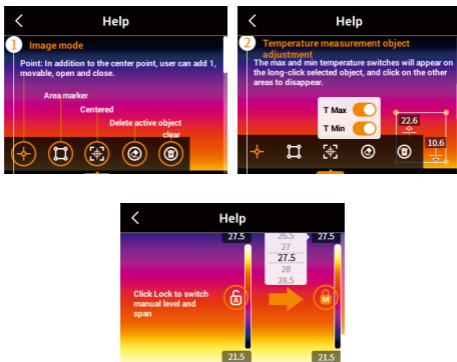 Help
1 Image mode
Point: In addition to the center point, user can add 1,
movable, open and close.
Area marker
Centered
Delete active object
clear
Help
2 Temperature measurement object
adjustment
The max and min temperature switches will appear on
the long-click selected object, and click on the other
areas to disappear.
T Max
T Min
22.6
10.6
Help
27.5
26.5
27
27.5
28
28.5
27.5
Click Lock to switch
manual level and
span
A
M
21.5
21.5